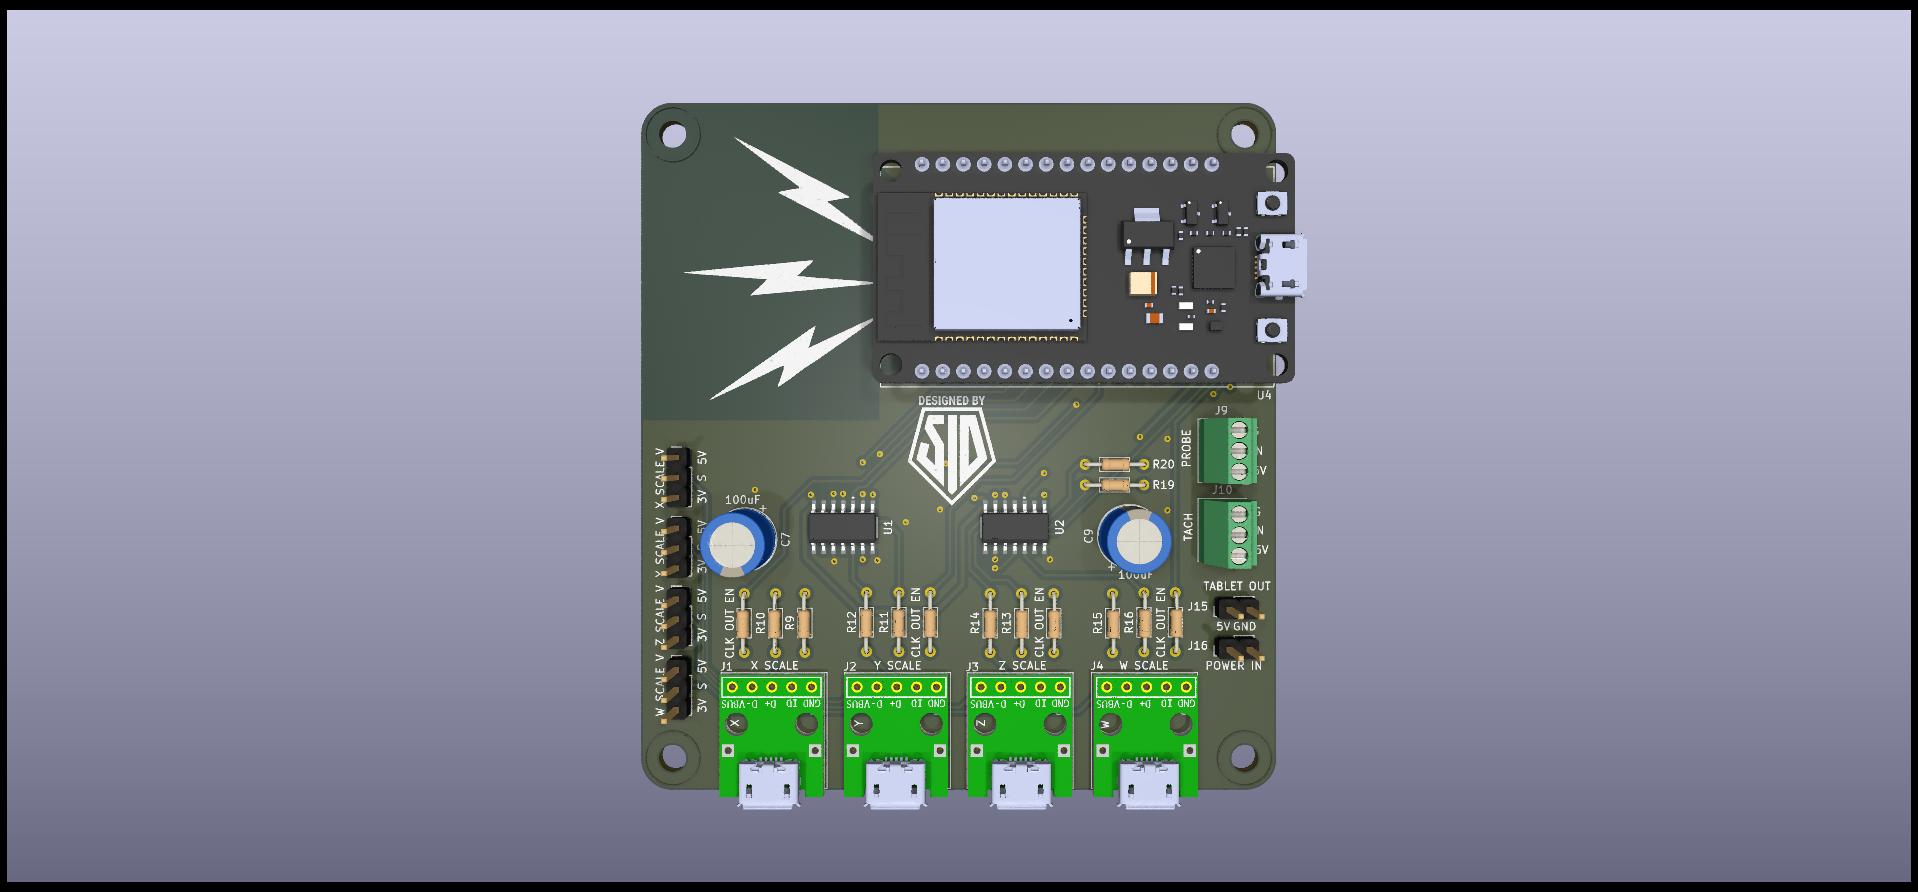 DESIGNED BY
SID
U4
J9
PROBE
J10
TACH
R20
R19
100uF
+
C7
U1
U2
C9
+
100uF
X SCALE V
3V S 5V
Y SCALE V
Z SCALE V
3V S 5V
W SCALE V
3V S 5V
TABLET OUT
J15
5V GND
J16
POWER IN
CLK OUT EN
R10
R9
R12
R11
CLK OUT EN
R14
R13
CLK OUT EN
R15
R16
CLK OUT EN
J1 X SCALE
J2 Y SCALE
J3 Z SCALE
J4 W SCALE
VBUS D- D+ ID GND
VBUS D- D+ ID GND
VBUS D- D+ ID GND
VBUS D- D+ ID GND
X
Y
Z
W